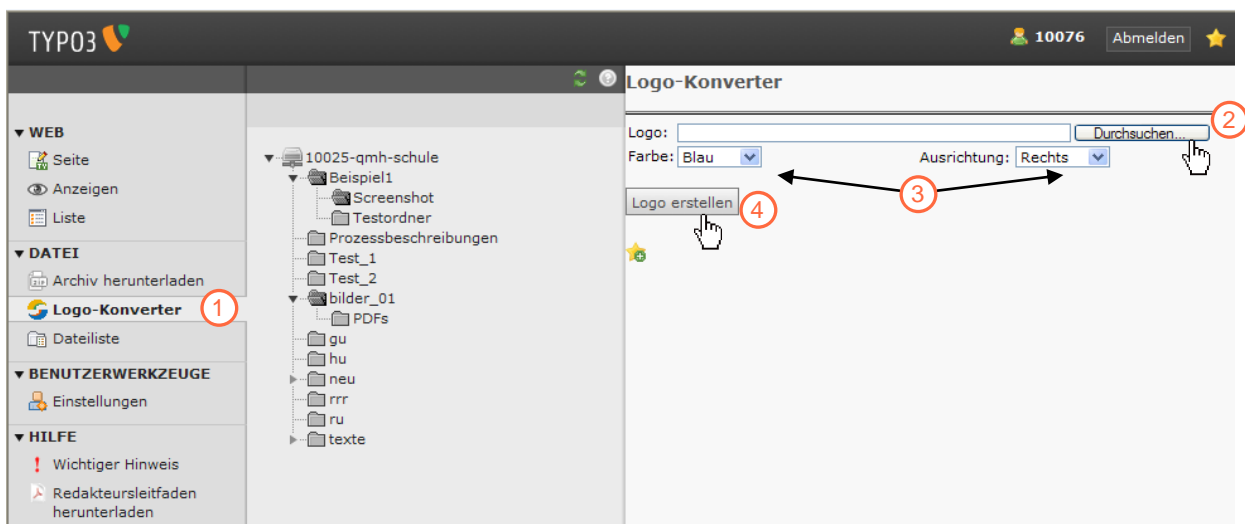 TYPO3
10076 Abmelden
Logo-Konverter
WEB
Seite
Anzeigen
Liste
DATEI
Archiv herunterladen
Logo-Konverter 1
Dateiliste
BENUTZERWERKZEUGE
Einstellungen
HILFE
Wichtiger Hinweis
Redakteursleitfaden
herunterladen
10025-qmh-schule
Beispiel1
Screenshot
Testordner
Prozessbeschreibungen
Test_1
Test_2
bilder_01
PDFs
gu
hu
neu
rrr
ru
texte
Logo: Durchsuchen... 2
Farbe: Blau Ausrichtung: Rechts
3
Logo erstellen 4